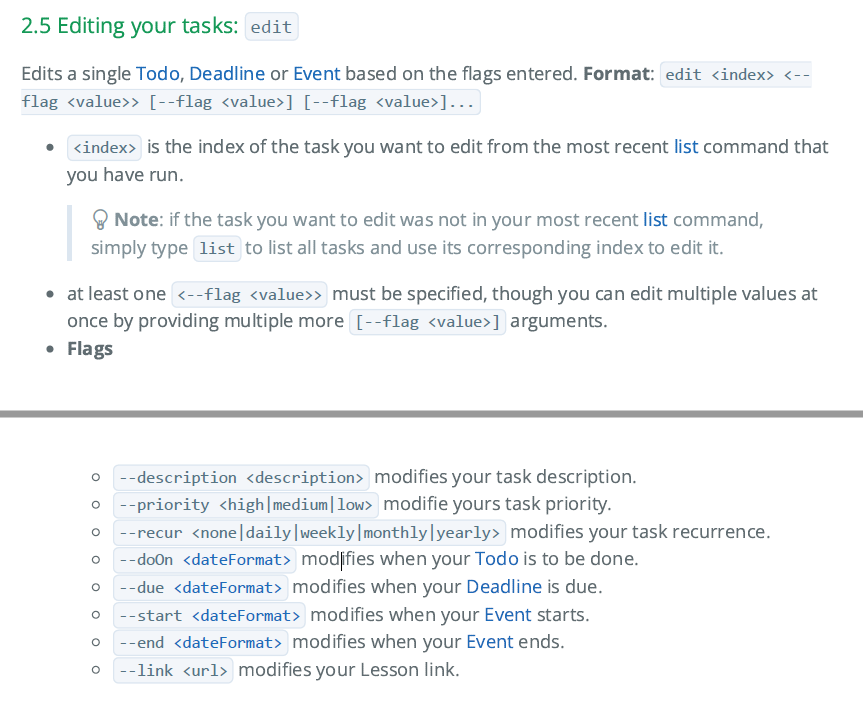 2.5 Editing your tasks: edit
Edits a single Todo, Deadline or Event based on the flags entered. Format: edit <index> <--
flag <value>> [--flag <value>] [--flag <value>]...
<index> is the index of the task you want to edit from the most recent list command that
you have run.
Note: if the task you want to edit was not in your most recent list command,
simply type list to list all tasks and use its corresponding index to edit it.
at least one <--flag <value>> must be specified, though you can edit multiple values at
once by providing multiple more [--flag <value>] arguments.
Flags
--description <description> modifies your task description.
--priority <high|medium|low> modifie yours task priority.
--recur <none|daily|weekly|monthly|yearly> modifies your task recurrence.
--doOn <dateFormat> modifies when your Todo is to be done.
--due <dateFormat> modifies when your Deadline is due.
--start <dateFormat> modifies when your Event starts.
--end <dateFormat> modifies when your Event ends.
--link <url> modifies your Lesson link.